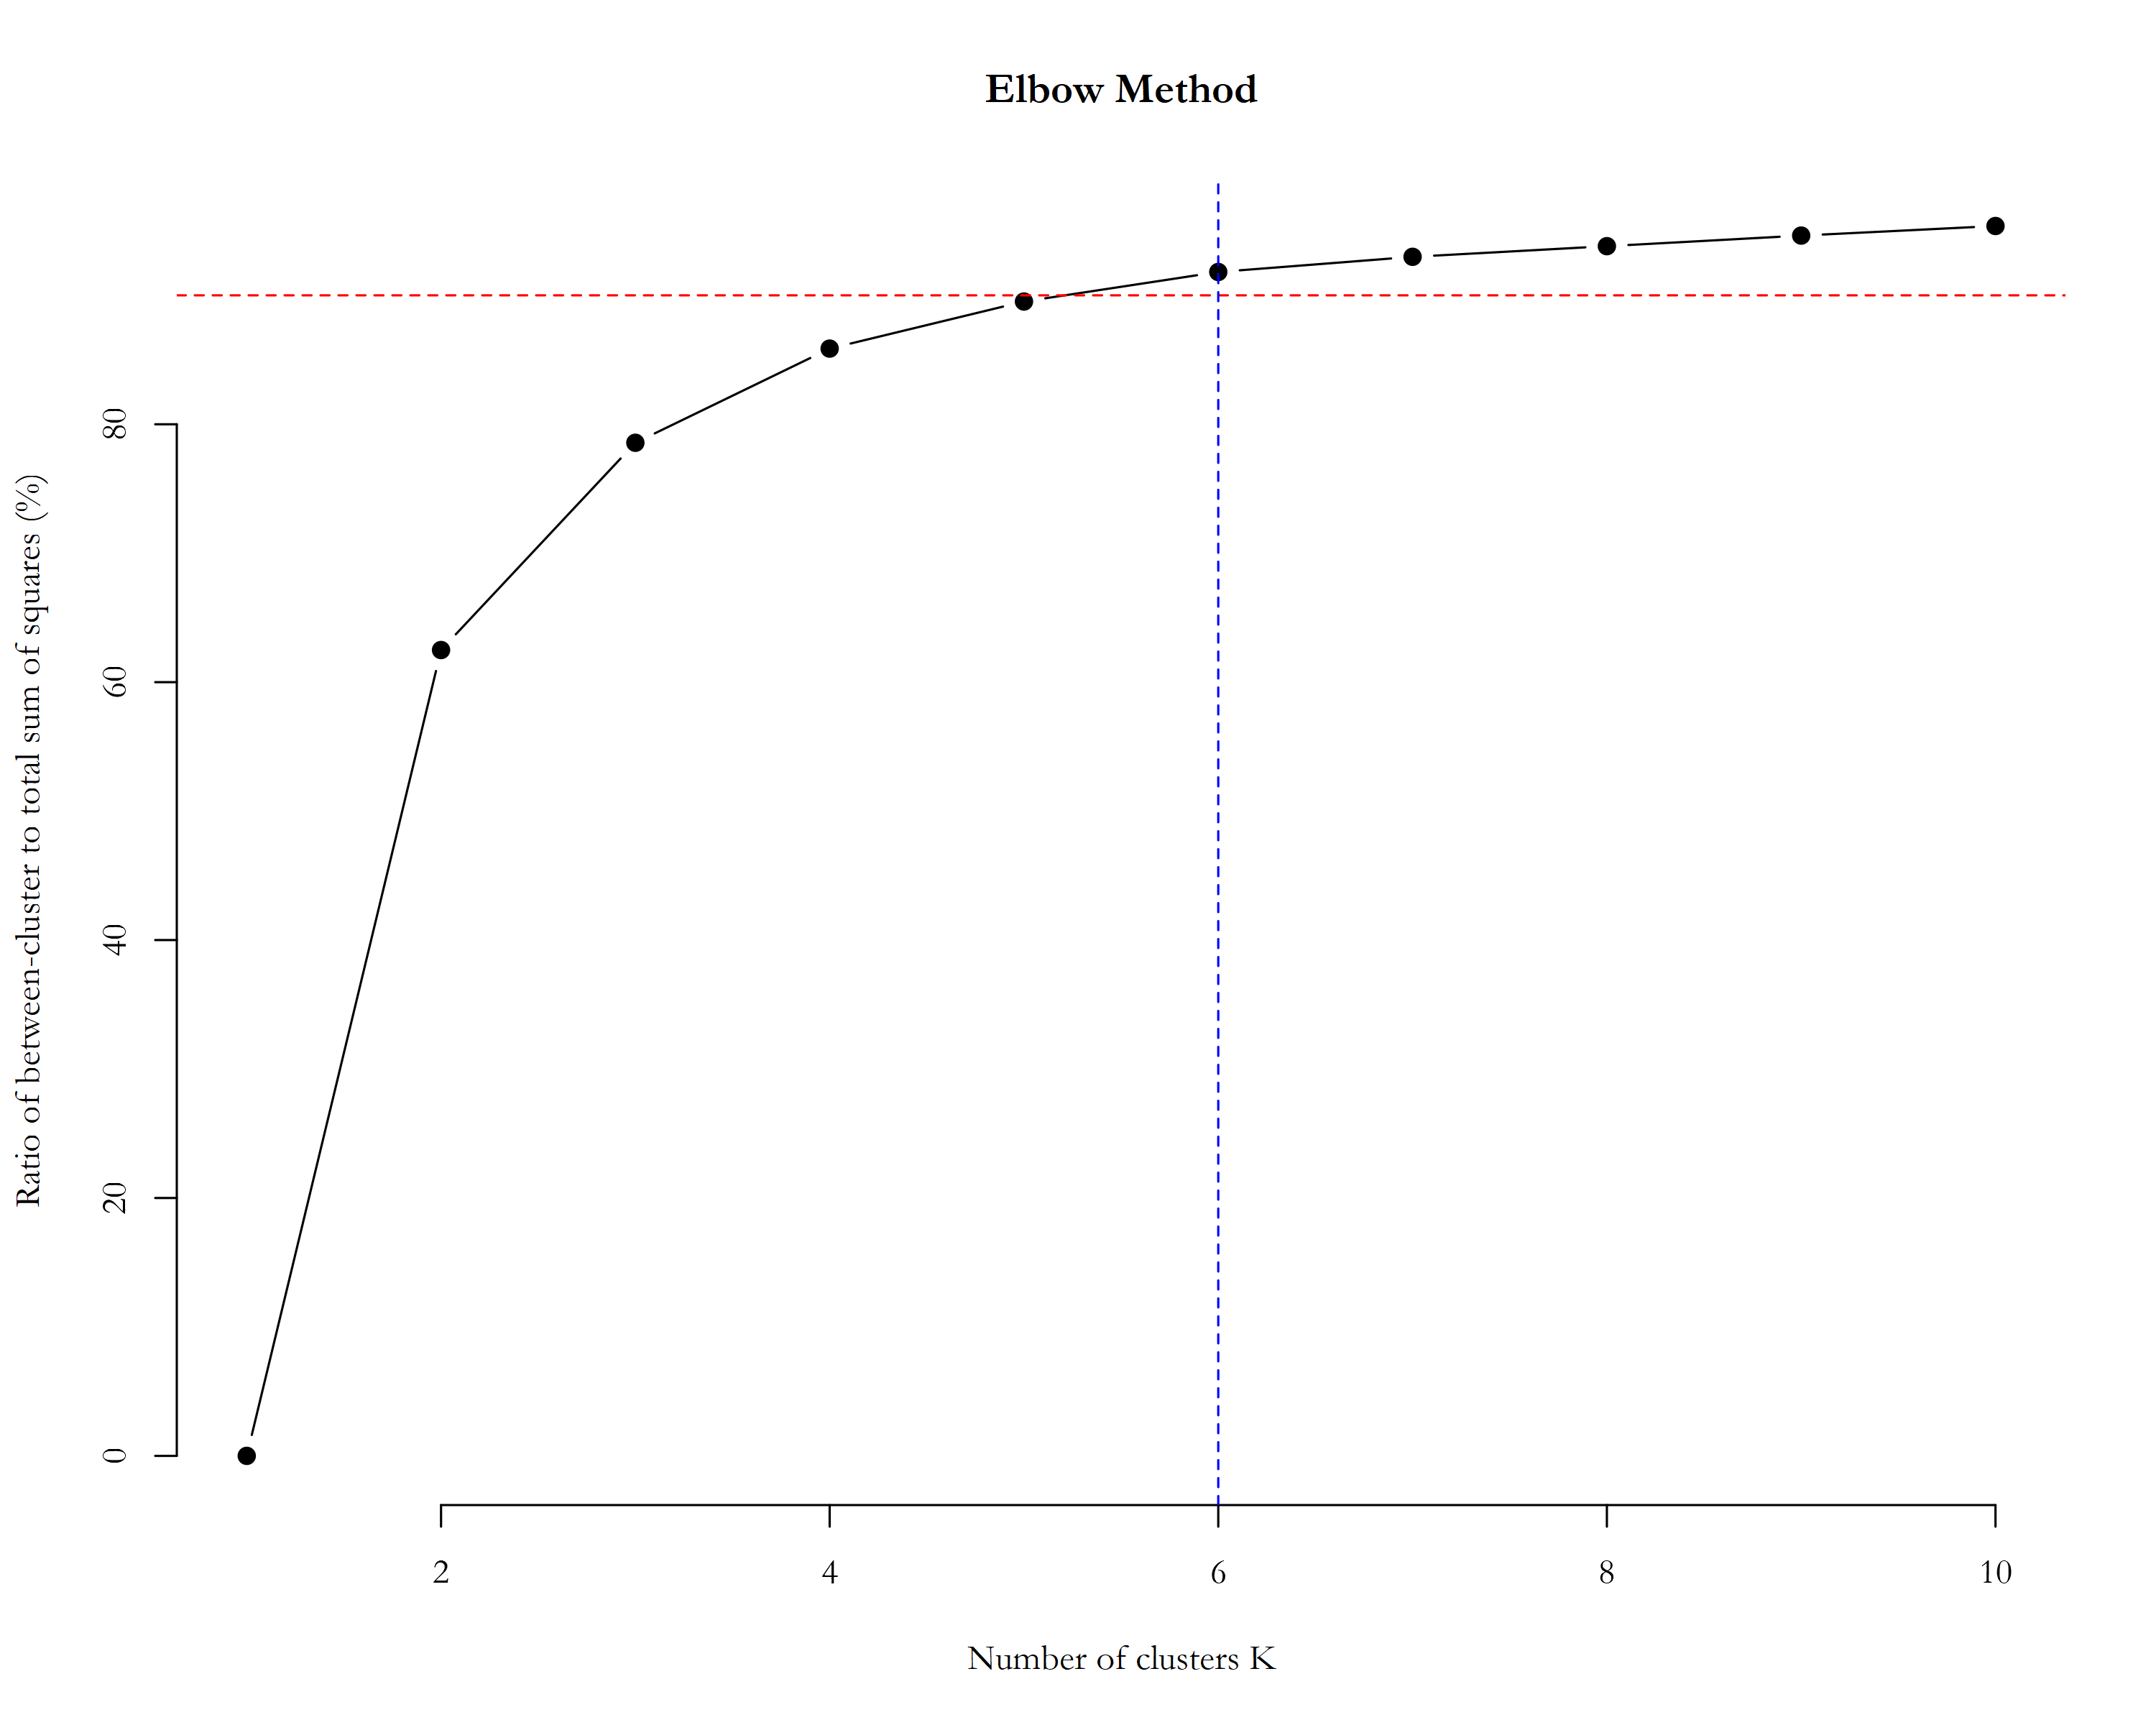 Elbow Method
Ratio of between-cluster to total sum of squares (%)
80
60
40
20
0
2 4 6 8 10
Number of clusters K